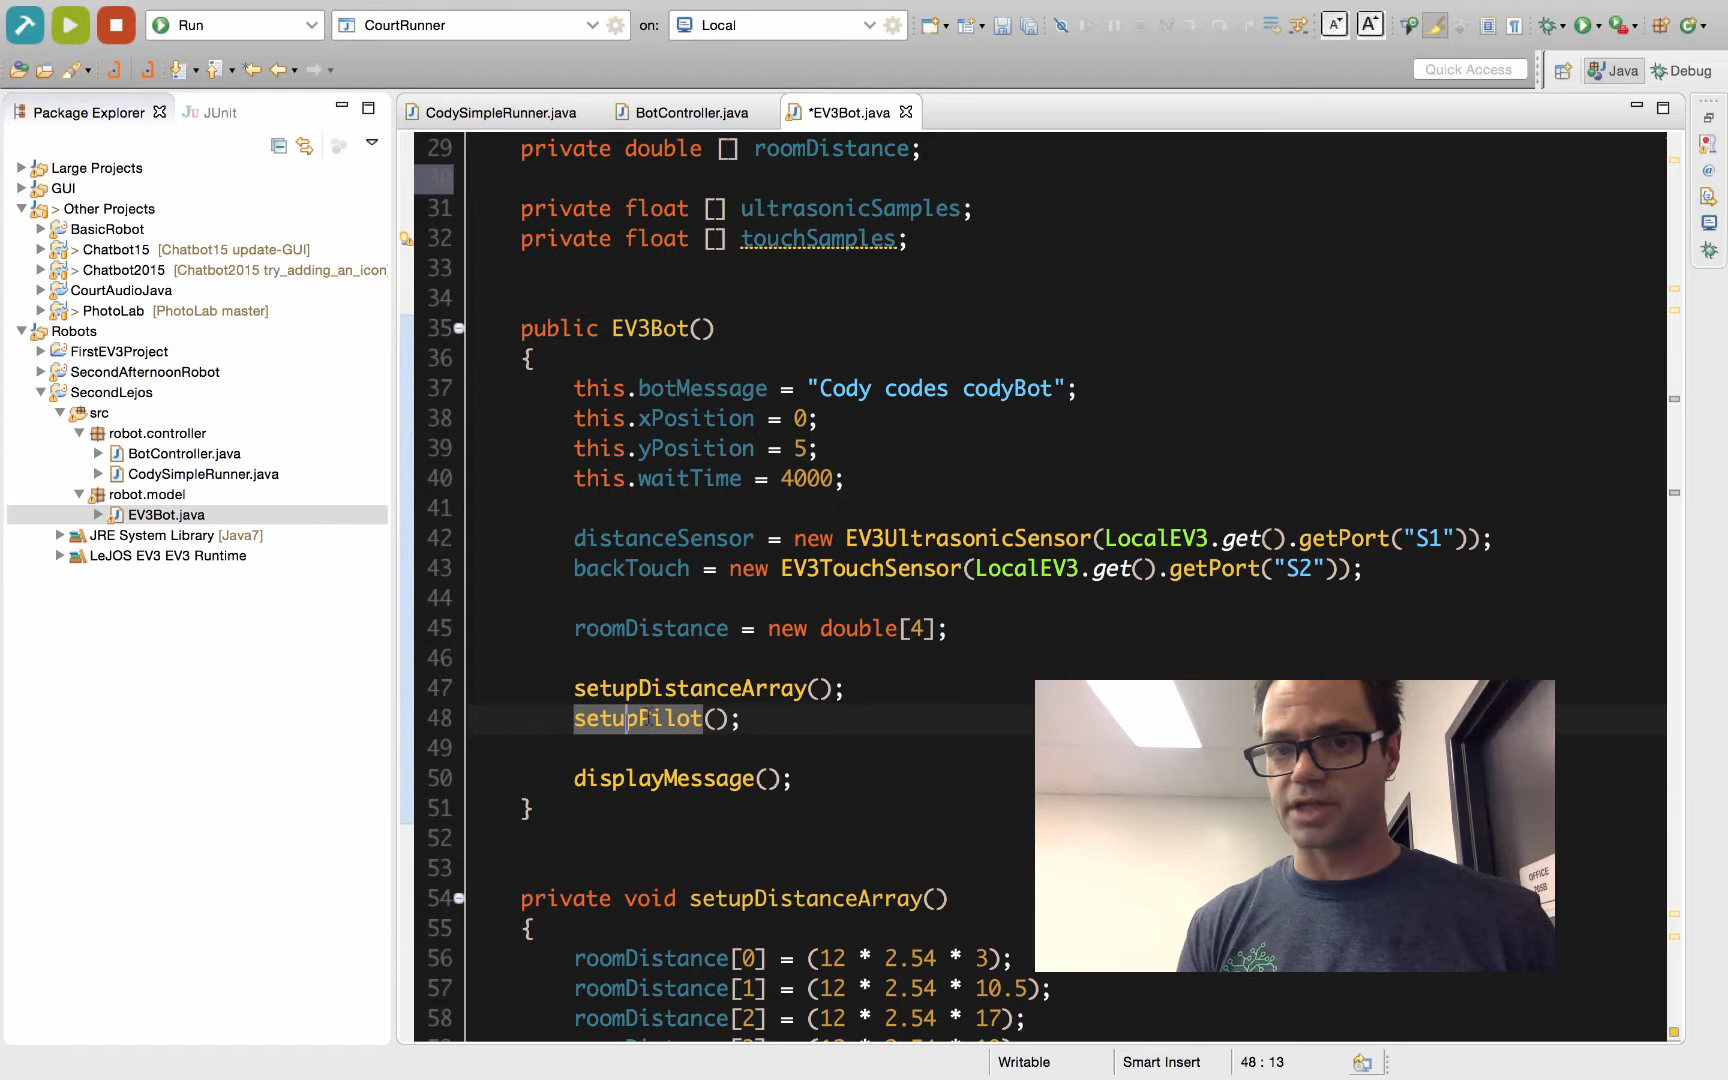 Run
CourtRunner
on:
Local
Quick Access
Java
Debug
Package Explorer
JUnit
Large Projects
GUI
> Other Projects
BasicRobot
> Chatbot15 [Chatbot15 update-GUI]
> Chatbot2015 [Chatbot2015 try_adding_an_icon]
CourtAudioJava
> PhotoLab [PhotoLab master]
Robots
FirstEV3Project
SecondAfternoonRobot
SecondLejos
src
robot.controller
BotController.java
CodySimpleRunner.java
robot.model
EV3Bot.java
JRE System Library [Java7]
LeJOS EV3 EV3 Runtime
CodySimpleRunner.java
BotController.java
*EV3Bot.java
29 private double [] roomDistance;
31 private float [] ultrasonicSamples;
32 private float [] touchSamples;
33
34
35 public EV3Bot()
36 {
37 this.botMessage = "Cody codes codyBot";
38 this.xPosition = 0;
39 this.yPosition = 5;
40 this.waitTime = 4000;
41
42 distanceSensor = new EV3UltrasonicSensor(LocalEV3.get().getPort("S1"));
43 backTouch = new EV3TouchSensor(LocalEV3.get().getPort("S2"));
44
45 roomDistance = new double[4];
46
47 setupDistanceArray();
48 setupPilot();
49
50 displayMessage();
51 }
52
53
54 private void setupDistanceArray()
55 {
56 roomDistance[0] = (12 * 2.54 * 3);
57 roomDistance[1] = (12 * 2.54 * 10.5);
58 roomDistance[2] = (12 * 2.54 * 17);
OFFICE
205B
Writable
Smart Insert
48 : 13